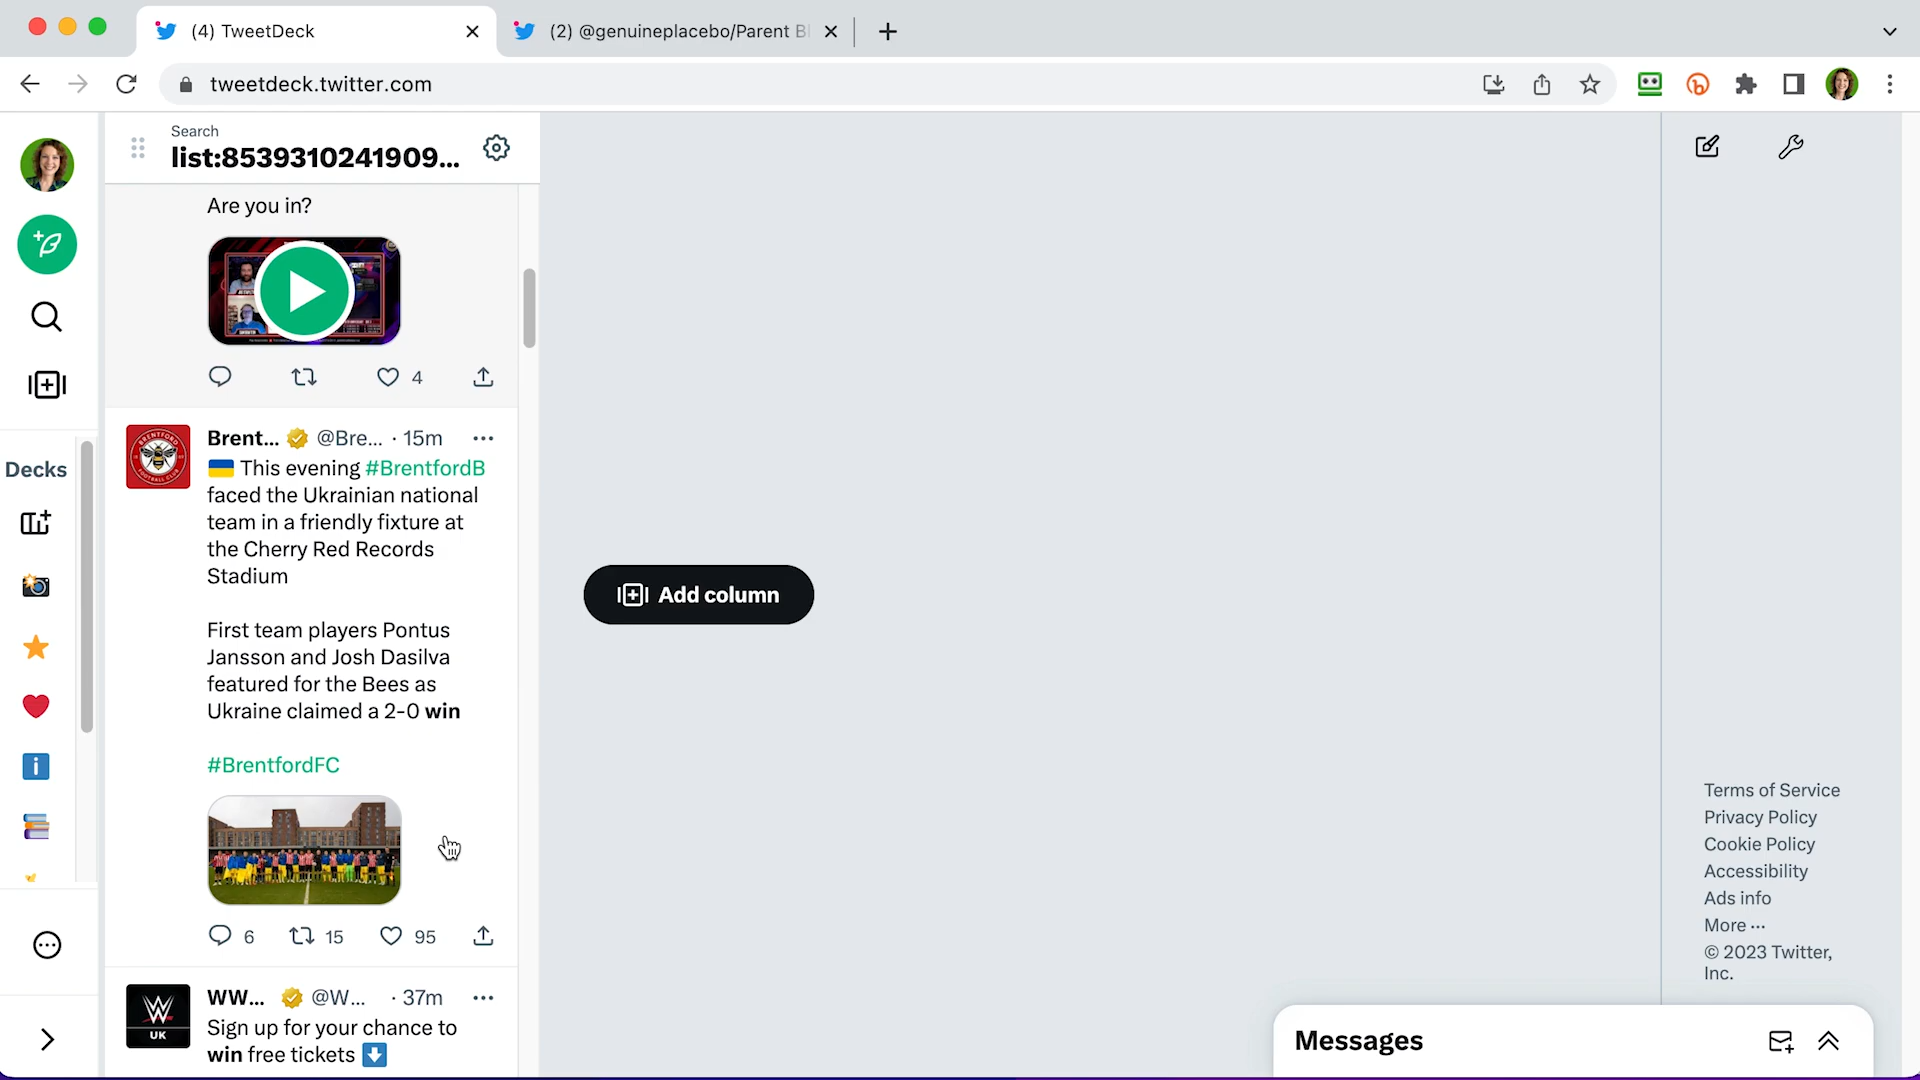 (4) TweetDeck
(2) @genuineplacebo/Parent Bl
tweetdeck.twitter.com
Search
list:8539310241909...
Are you in?
4
Brent... @Bre... · 15m
This evening #BrentfordB
faced the Ukrainian national
team in a friendly fixture at
the Cherry Red Records
Stadium
First team players Pontus
Jansson and Josh Dasilva
featured for the Bees as
Ukraine claimed a 2-0 win
#BrentfordFC
6 15 95
WW... @W... · 37m
Sign up for your chance to
win free tickets
UK
Decks
Add column
Terms of Service
Privacy Policy
Cookie Policy
Accessibility
Ads info
More ···
© 2023 Twitter,
Inc.
Messages